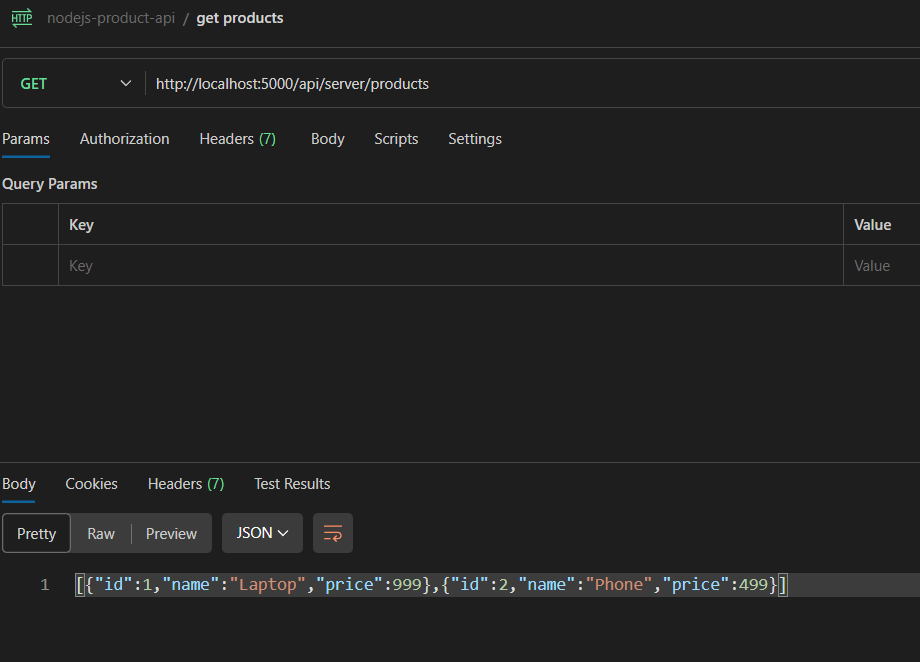 HTTP nodejs-product-api / get products
GET http://localhost:5000/api/server/products
Params Authorization Headers (7) Body Scripts Settings
Query Params
Key Value
Key Value
Body Cookies Headers (7) Test Results
Pretty Raw Preview JSON
1 [{"id":1,"name":"Laptop","price":999},{"id":2,"name":"Phone","price":499}]